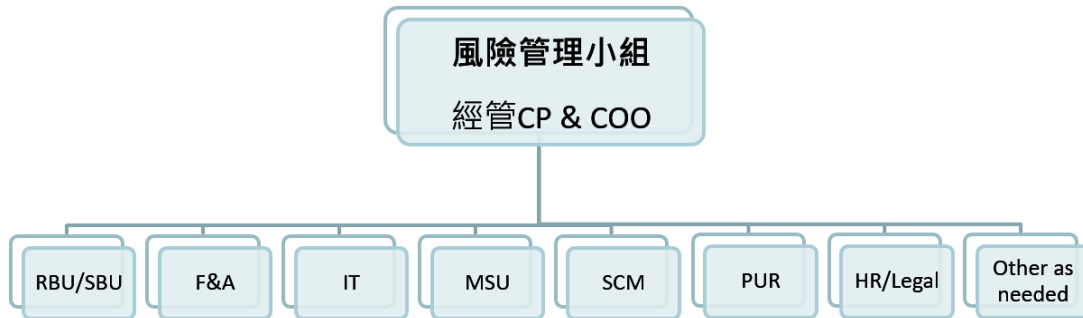 風險管理小組
經管CP & COO
RBU/SBU
F&A
IT
MSU
SCM
PUR
HR/Legal
Other as
needed